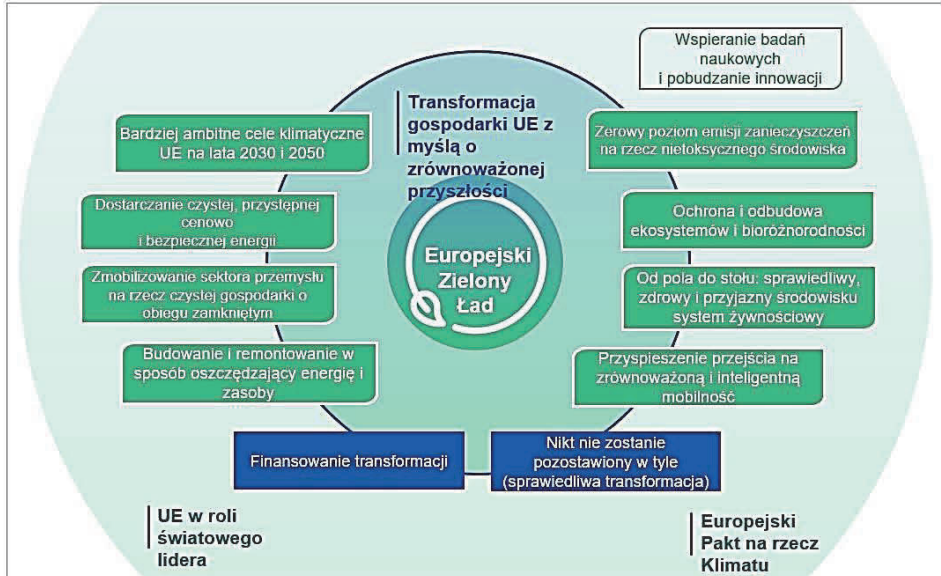 Wspieranie badań
naukowych
i pobudzanie innowacji
Transformacja
gospodarki UE z
myślą o
zrównoważonej
przyszłości
Bardziej ambitne cele klimatyczne
UE na lata 2030 i 2050
Zerowy poziom emisji zanieczyszczeń
na rzecz nietoksycznego środowiska
Dostarczanie czystej, przystępnej
cenowo
i bezpiecznej energii
Ochrona i odbudowa
ekosystemów i bioróżnorodności
Europejski
Zielony
Ład
Zmobilizowanie sektora przemysłu
na rzecz czystej gospodarki o
obiegu zamkniętym
Od pola do stołu: sprawiedliwy,
zdrowy i przyjazny środowisku
system żywnościowy
Budowanie i remontowanie w
sposób oszczędzający energię i
zasoby
Przyspieszenie przejścia na
zrównoważoną i inteligentną
mobilność
Finansowanie transformacji
Nikt nie zostanie
pozostawiony w tyle
(sprawiedliwa transformacja)
UE w roli
światowego
lidera
Europejski
Pakt na rzecz
Klimatu